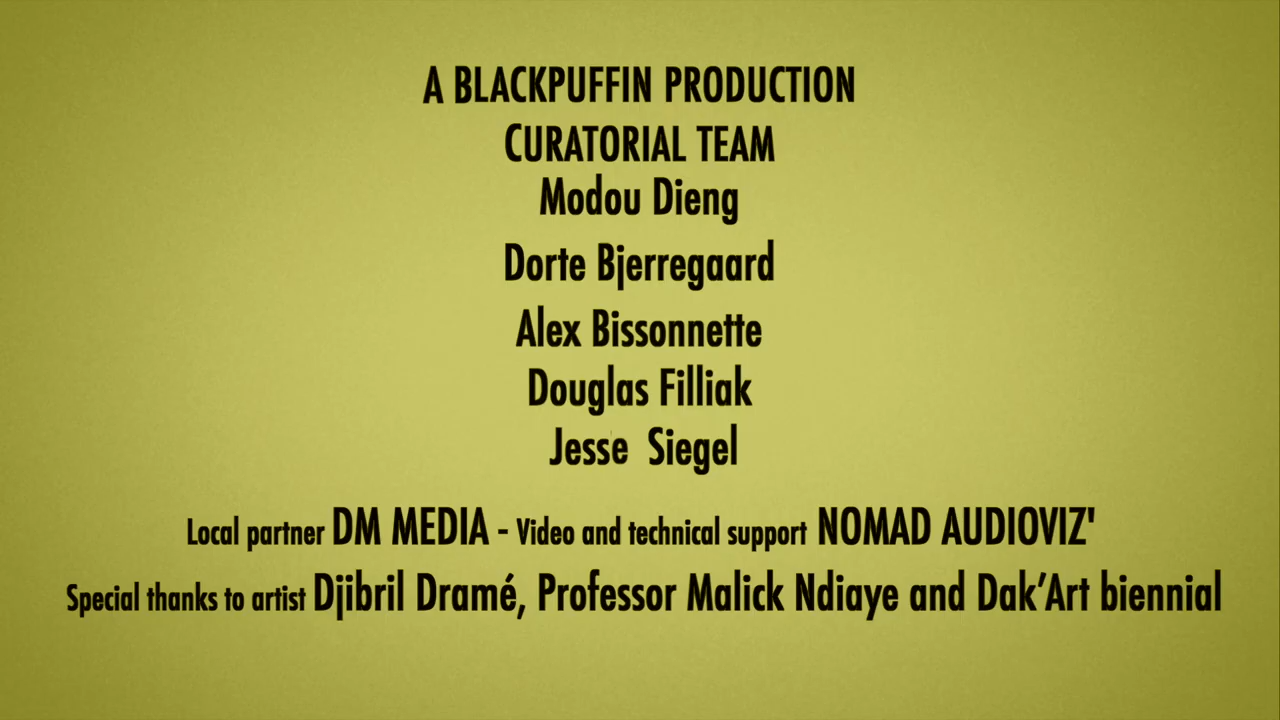 A BLACKPUFFIN PRODUCTION
CURATORIAL TEAM
Modou Dieng
Dorte Bjerregaard
Alex Bissonnette
Douglas Filliak
Jesse  Siegel
Local partner DM MEDIA - Video and technical support NOMAD AUDIOVIZ'
Special thanks to artist Djibril Dramé, Professor Malick Ndiaye and Dak’Art biennial